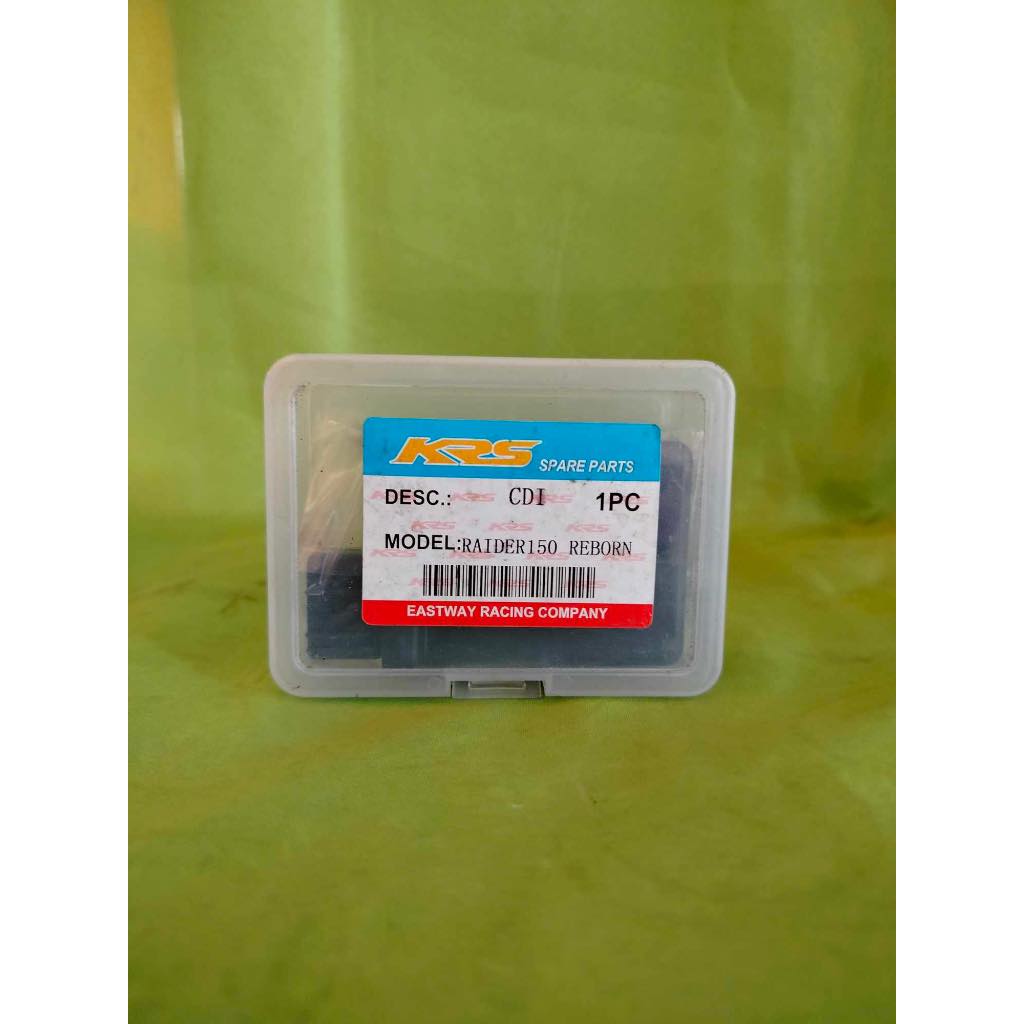 KRS SPARE PARTS
DESC.: CDI 1PC
MODEL:RAIDER150 REBORN
EASTWAY RACING COMPANY